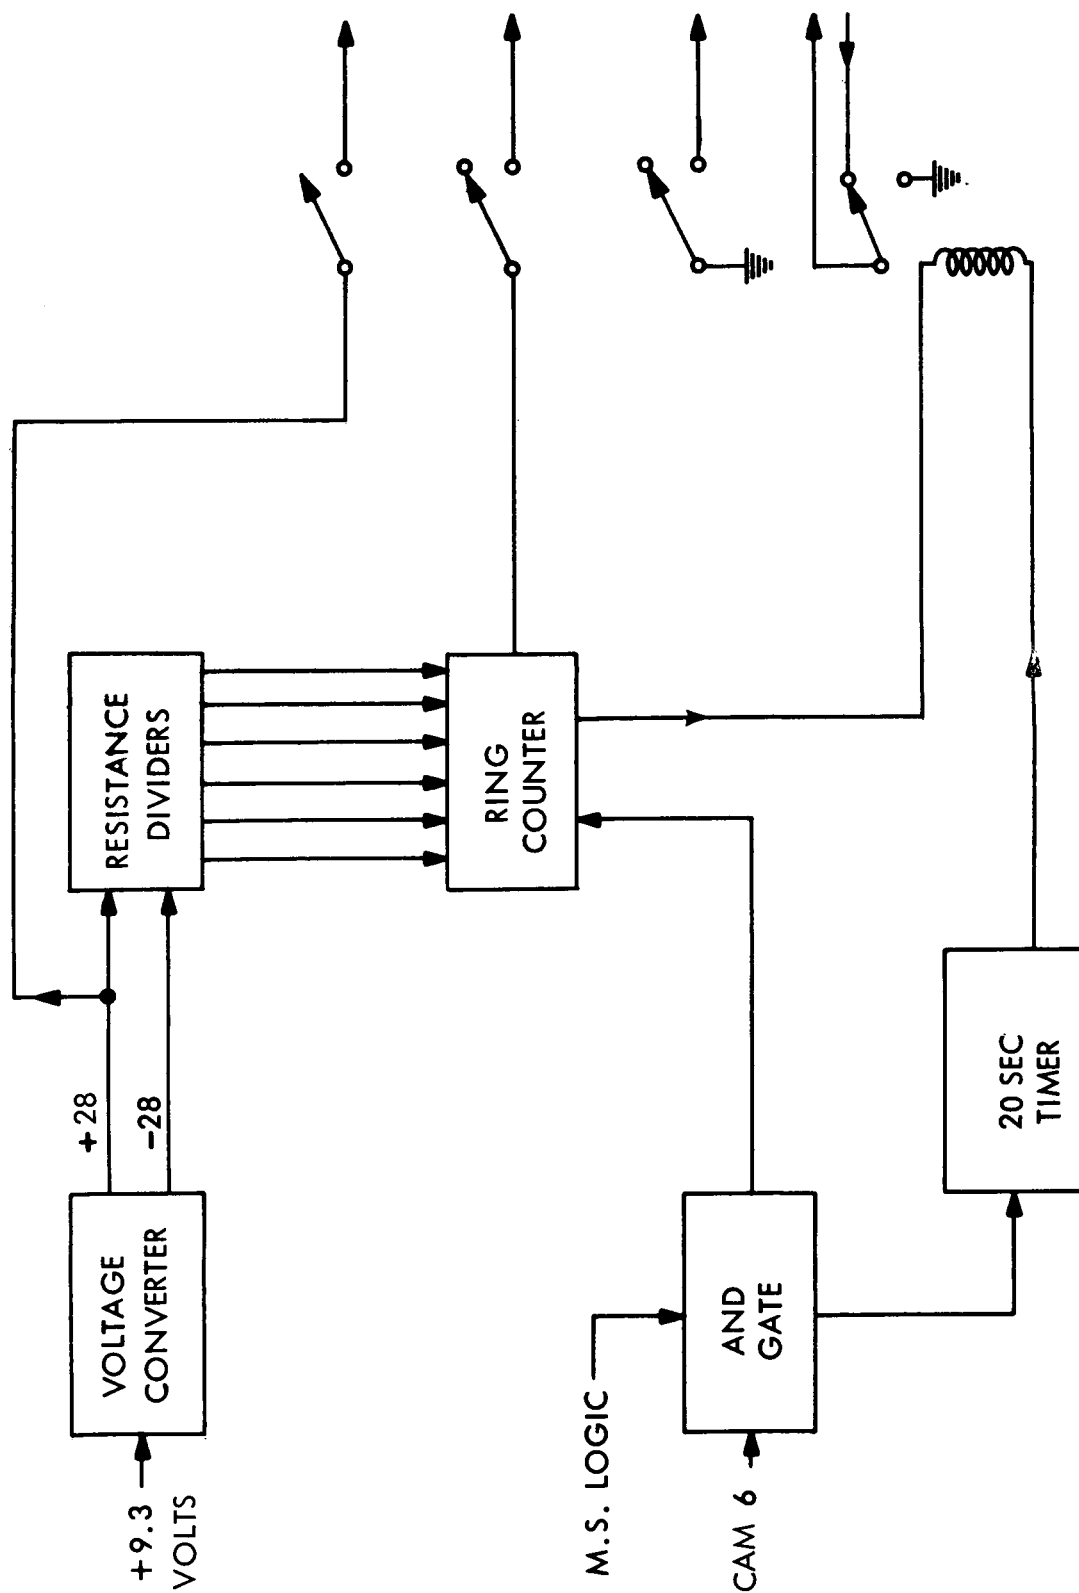 +9.3
VOLTS
VOLTAGE
CONVERTER
+28
-28
RESISTANCE
DIVIDERS
RING
COUNTER
M.S. LOGIC
CAM 6
AND
GATE
20 SEC
TIMER